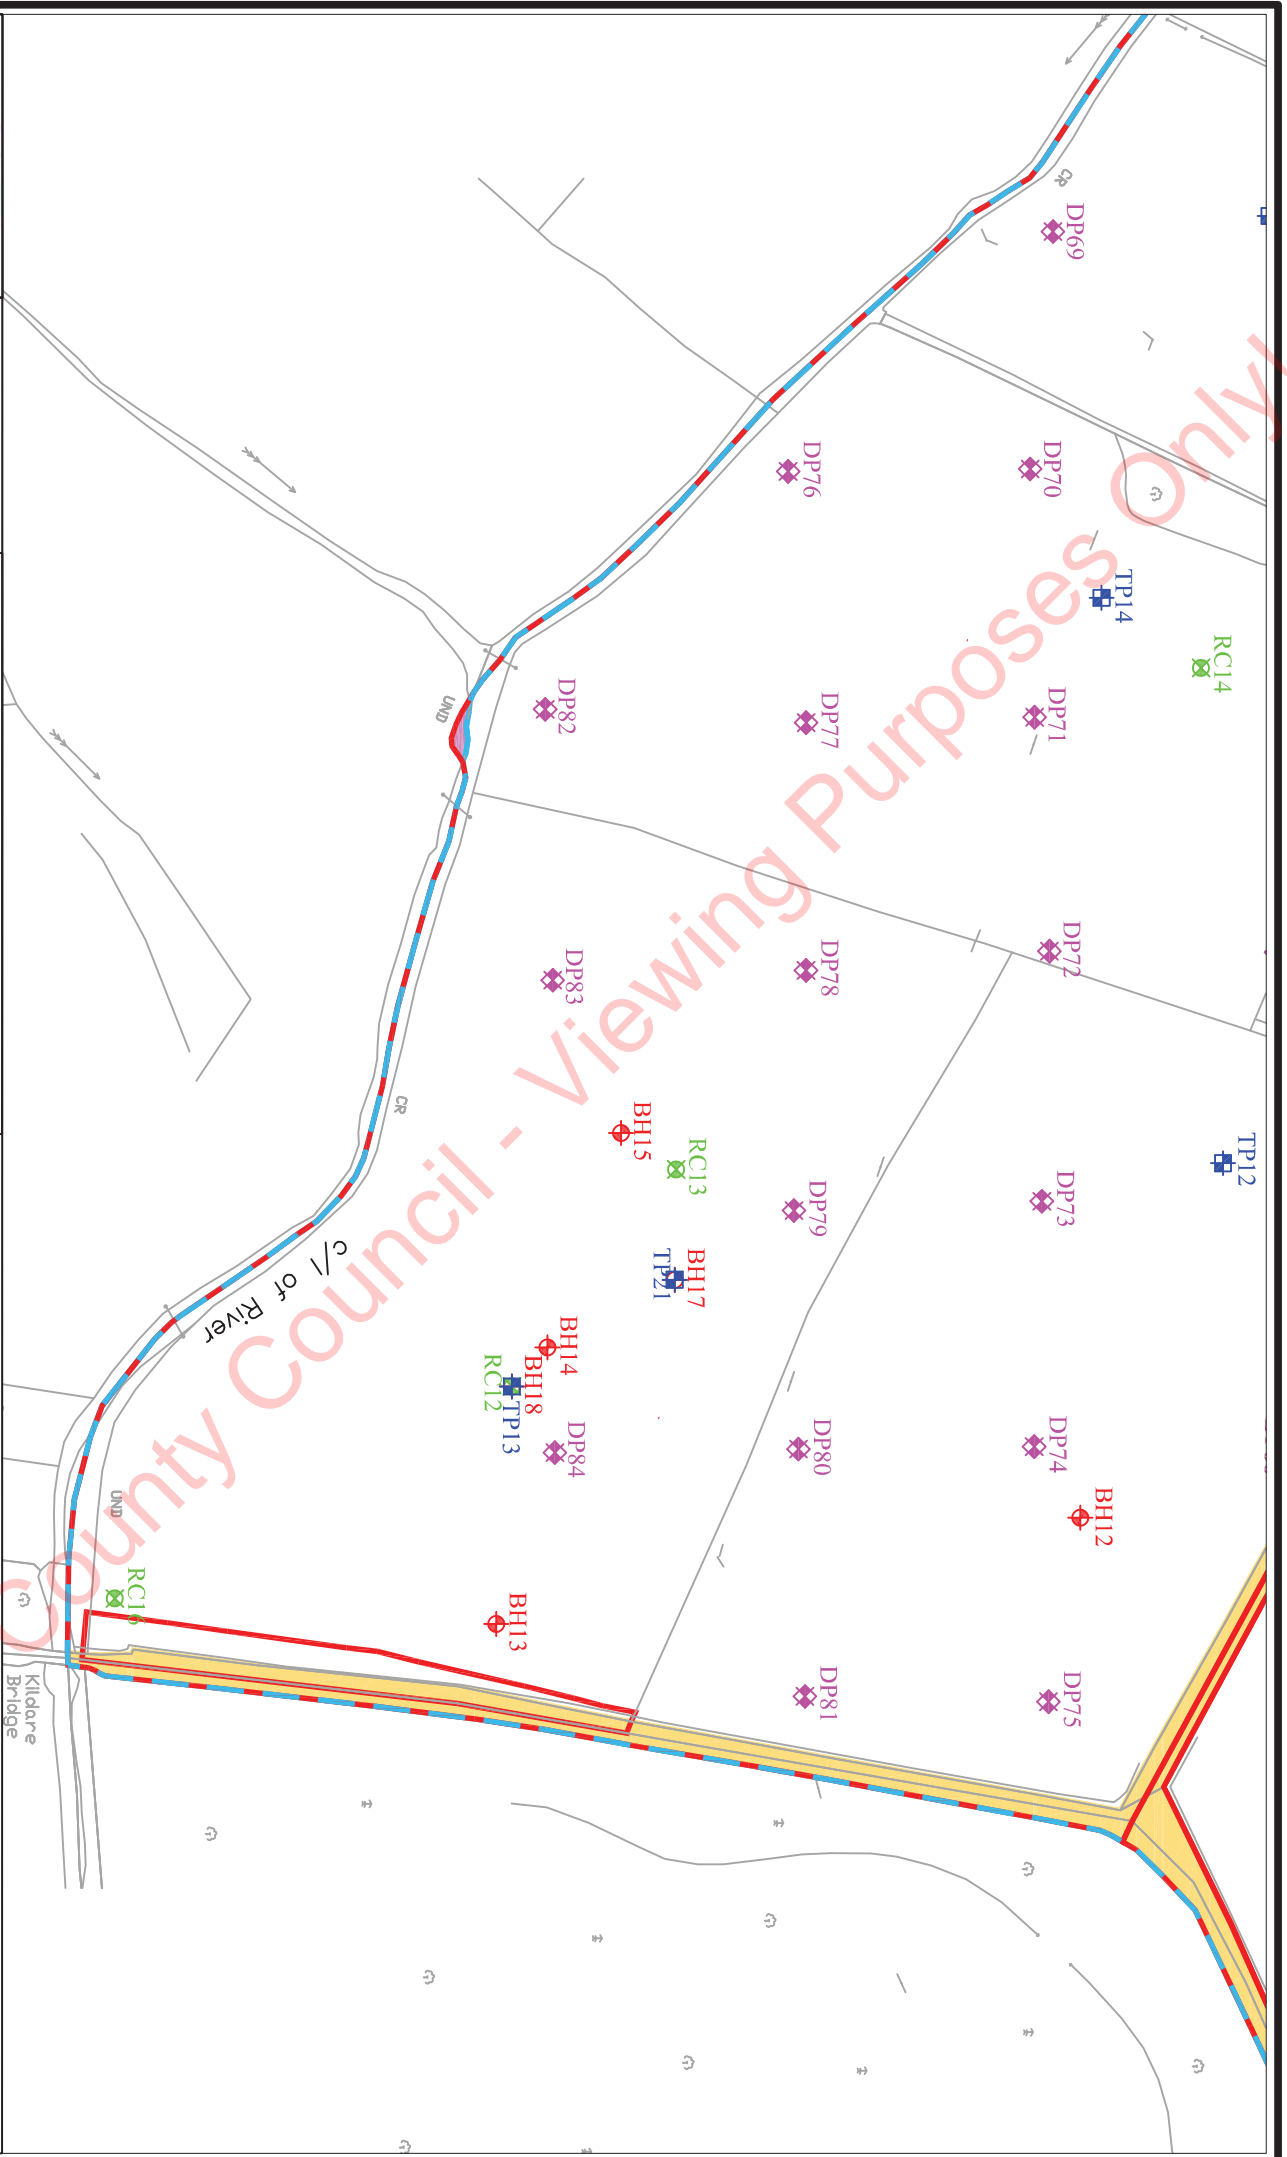 CR
DP69
DP76
DP70
TP14
RC14
DP82
DP77
DP71
UND
DP72
DP78
DP83
CR
BH15
RC13
TP12
DP73
DP79
c/l of River
BH17
TP21
BH14
BH18
RC12
TP13
DP84
DP80
DP74
BH12
UND
BH13
DP81
DP75
Kildare
Bridge
County Council - Viewing Purposes Only!